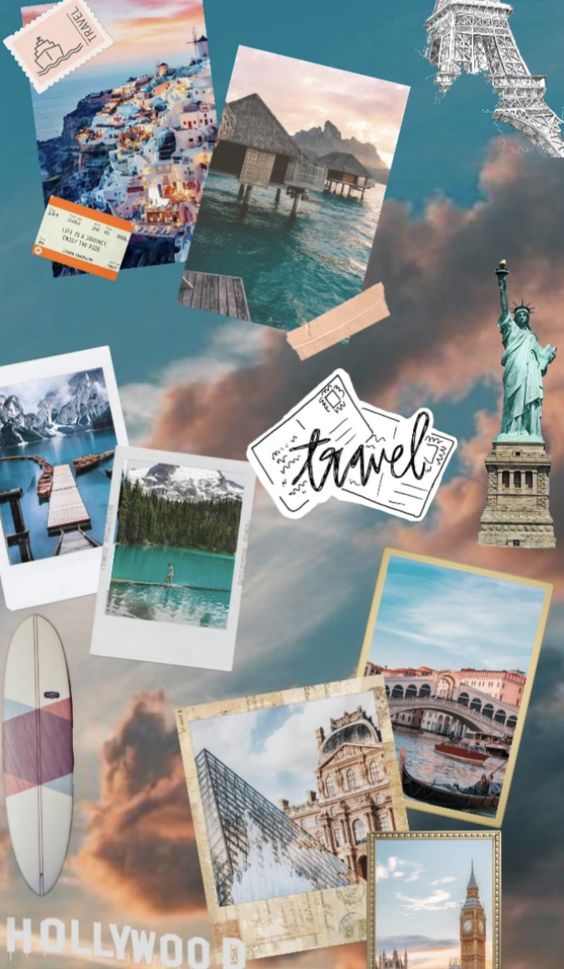 TRAVEL
LIFE IS A JOURNEY,
ENJOY THE RIDE
travel
HOLLYWOOD